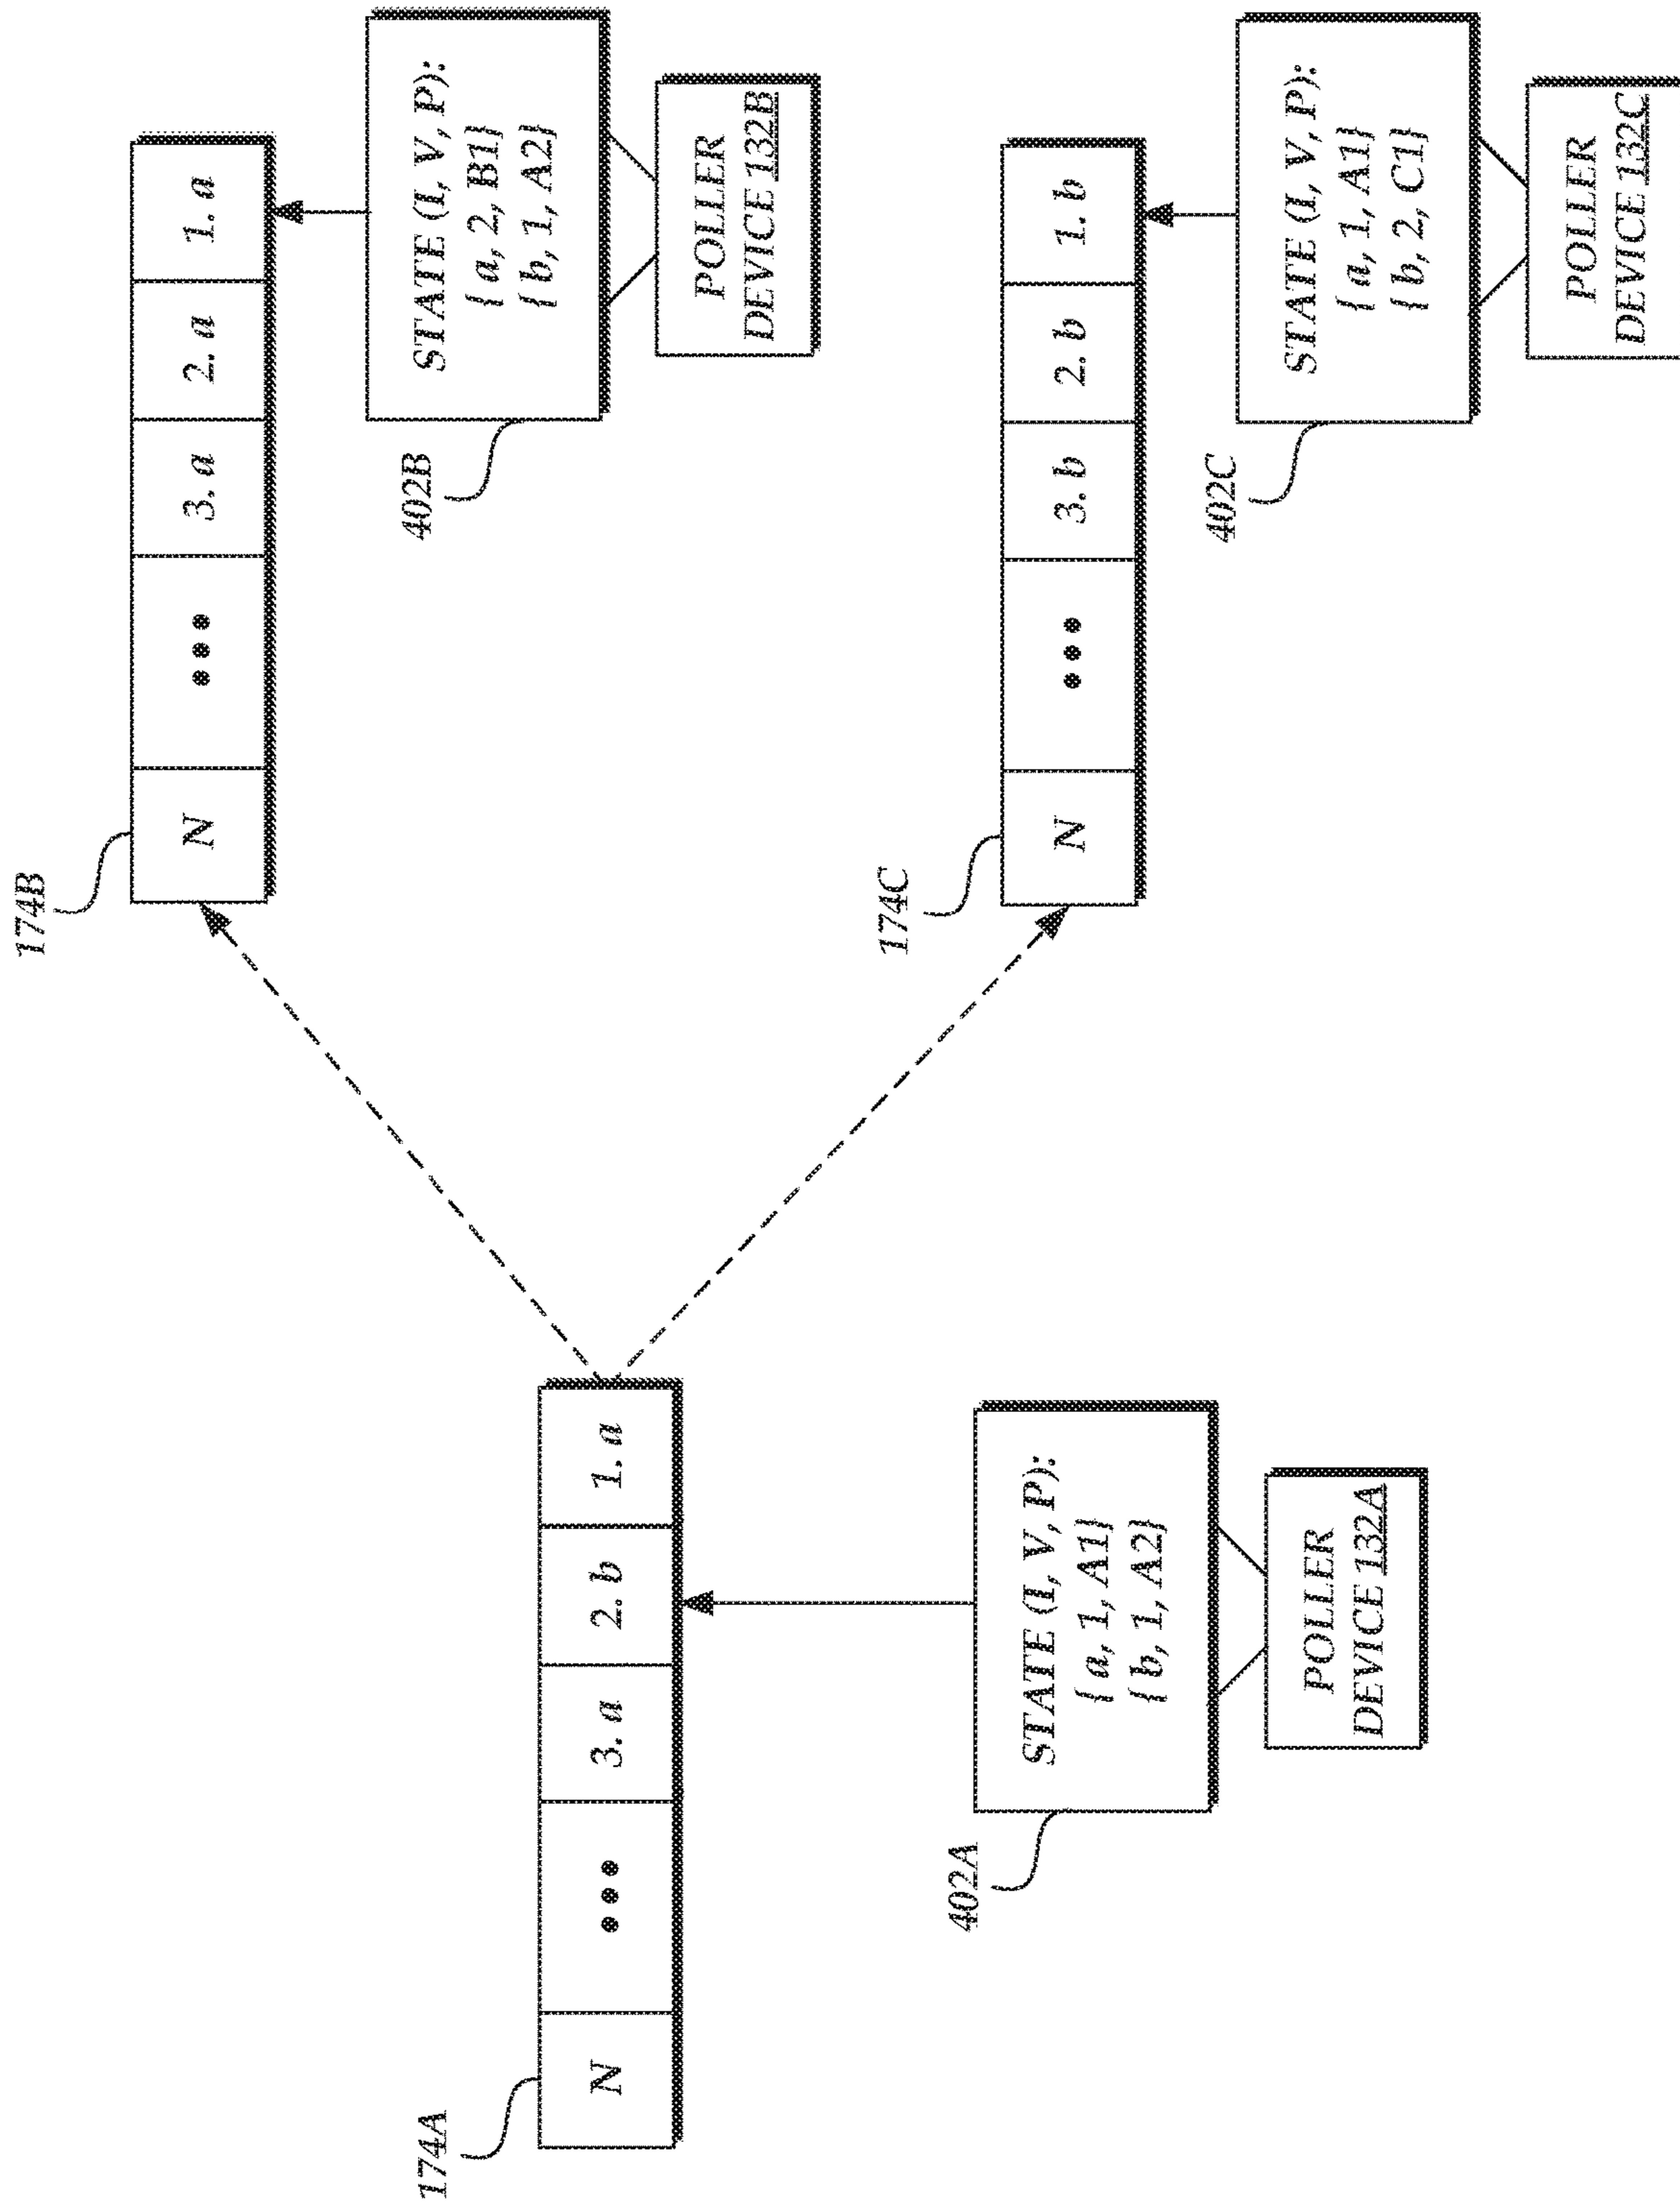 174A
N
•••
3. a
2. b
1. a
402A
STATE (I, V, P):
{ a, 1, A1}
{ b, 1, A2}
POLLER
DEVICE 132A
174B
N
•••
3. a
2. a
1. a
402B
STATE (I, V, P):
{ a, 2, B1}
{ b, 1, A2}
POLLER
DEVICE 132B
174C
N
•••
3. b
2. b
1. b
402C
STATE (I, V, P):
{ a, 1, A1}
{ b, 2, C1}
POLLER
DEVICE 132C